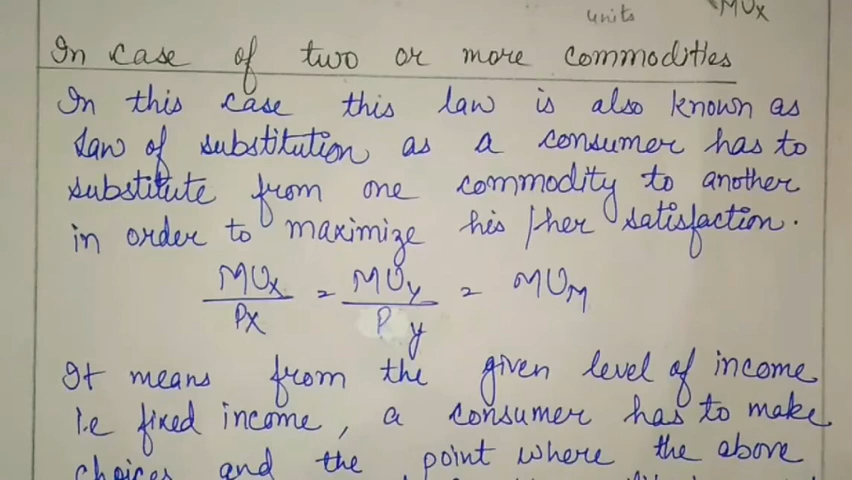 units MUx
In case of two or more commodities
In this case this law is also known as
Law of substitution as a consumer has to
substitute from one commodity to another
in order to maximize his/her satisfaction.
MUx/Px = MUy/Py = MUM
It means from the given level of income
i.e fixed income, a consumer has to make
choices and the point where the above